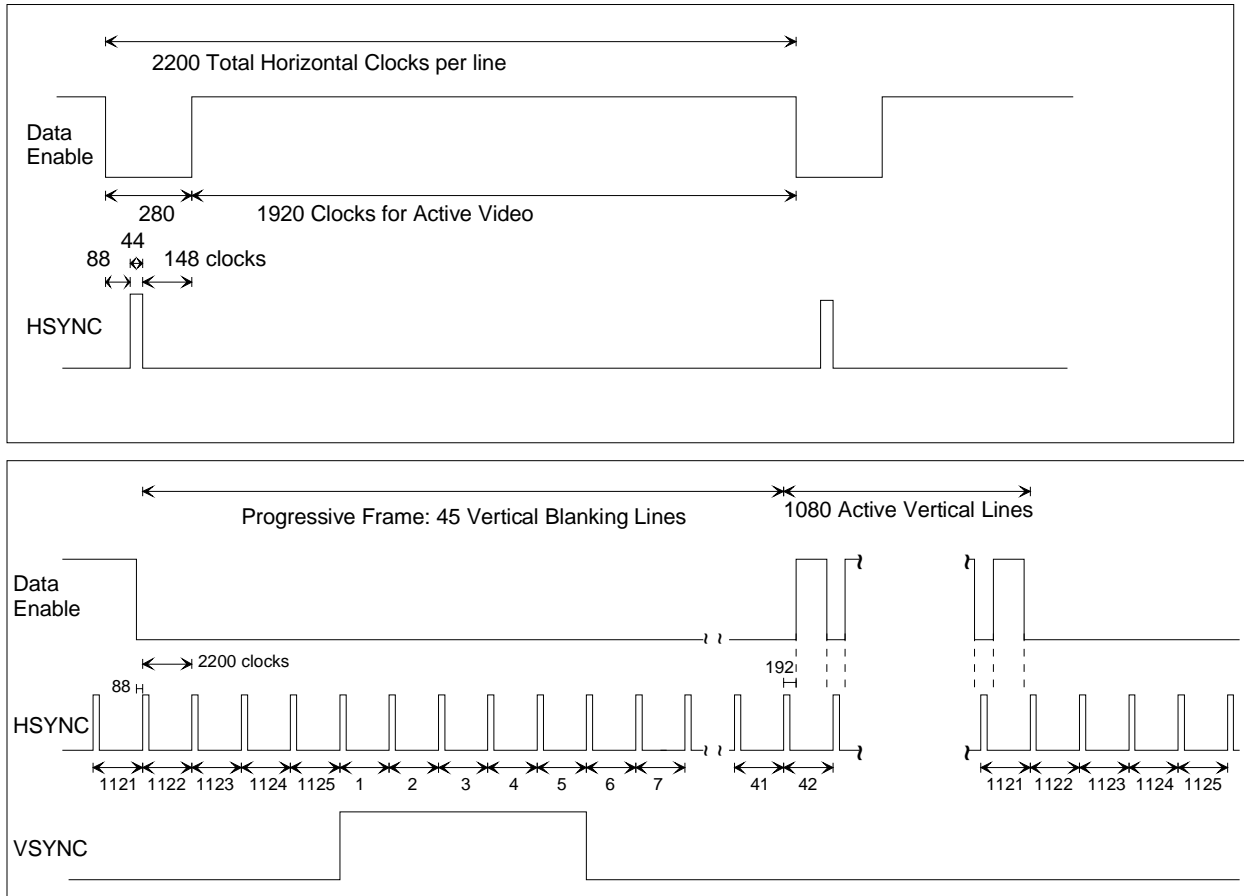 2200 Total Horizontal Clocks per line
Data
Enable
280
1920 Clocks for Active Video
44
88
148 clocks
HSYNC
Progressive Frame: 45 Vertical Blanking Lines
1080 Active Vertical Lines
Data
Enable
2200 clocks
192
88
HSYNC
1121 1122 1123 1124 1125 1 2 3 4 5 6 7 41 42 1121 1122 1123 1124 1125
VSYNC